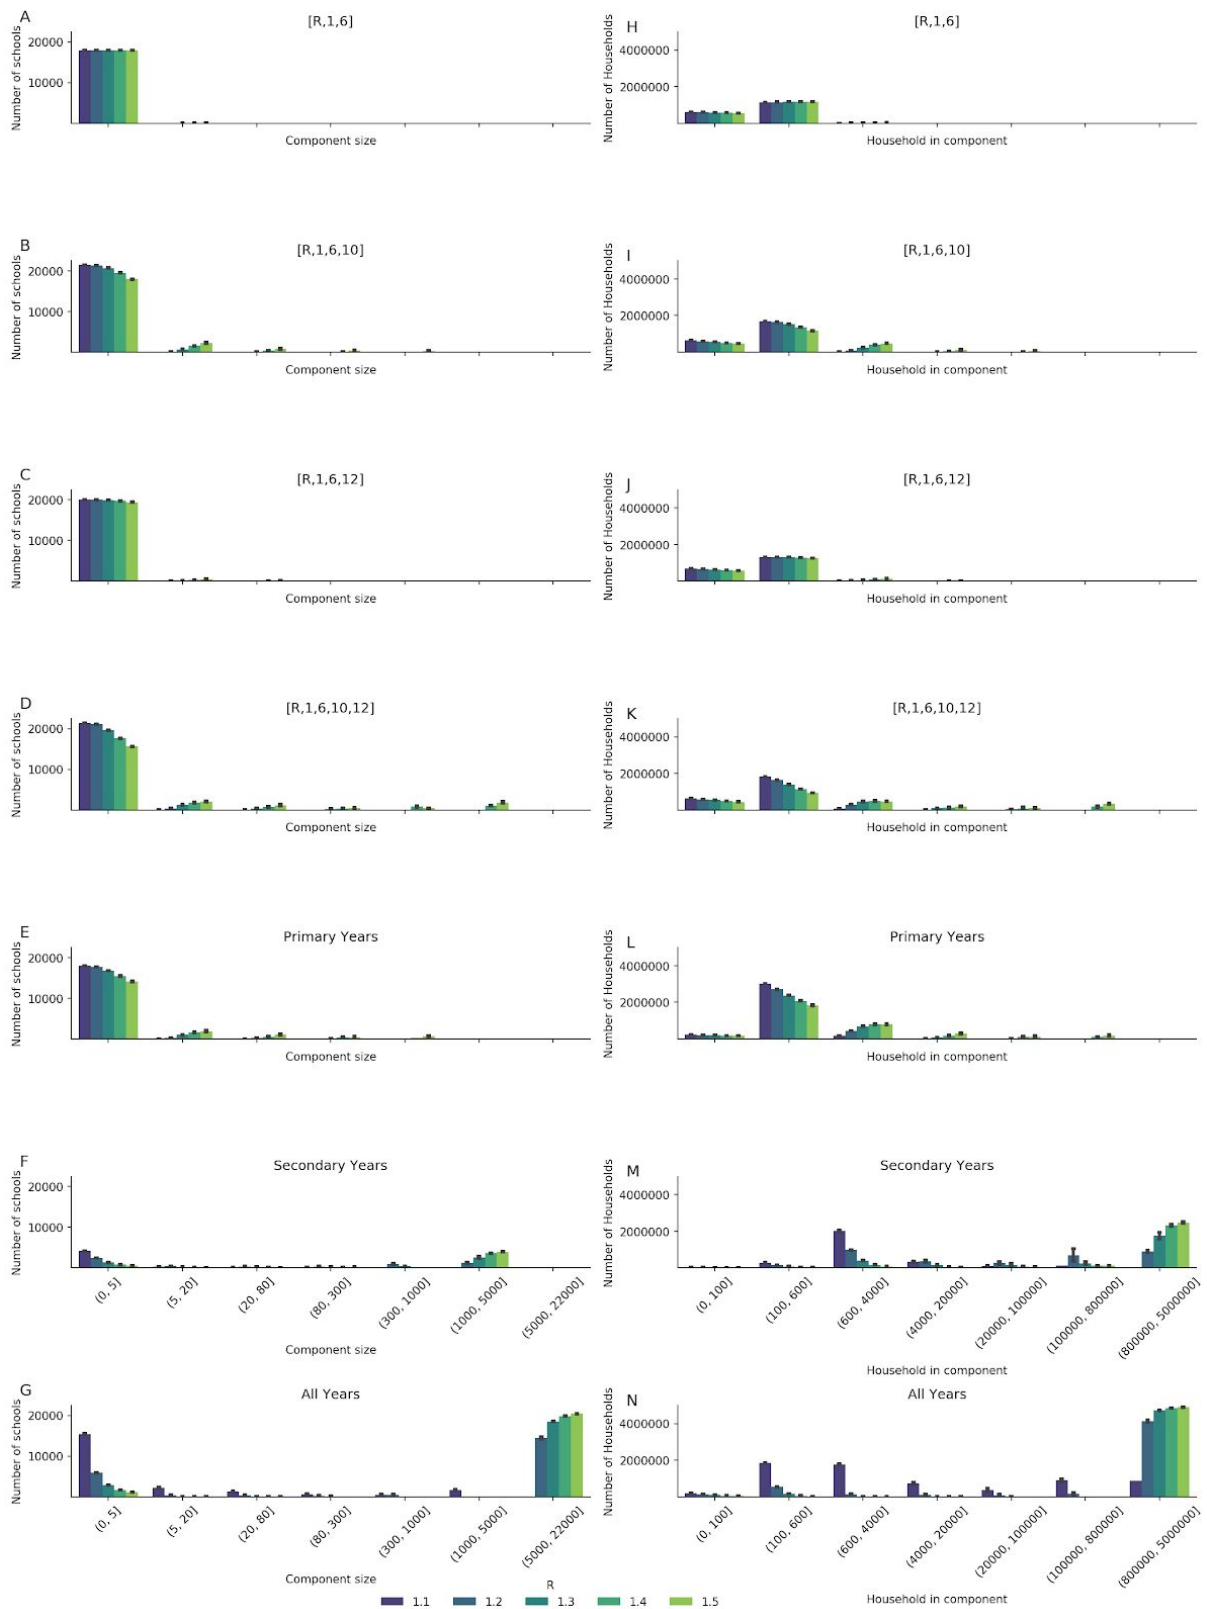 A
[R,1,6]
Number of schools
20000
10000
Component size
H
[R,1,6]
Number of Households
4000000
2000000
Household in component
B
[R,1,6,10]
Number of schools
20000
10000
Component size
I
[R,1,6,10]
Number of Households
4000000
2000000
Household in component
C
[R,1,6,12]
Number of schools
20000
10000
Component size
J
[R,1,6,12]
Number of Households
4000000
2000000
Household in component
D
[R,1,6,10,12]
Number of schools
20000
10000
Component size
K
[R,1,6,10,12]
Number of Households
4000000
2000000
Household in component
E
Primary Years
Number of schools
20000
10000
Component size
L
Primary Years
Number of Households
4000000
2000000
Household in component
F
Secondary Years
Number of schools
20000
10000
(0, 5]
(5, 20]
(20, 80]
(80, 300]
(300, 1000]
(1000, 5000]
(5000, 22000]
Component size
M
Secondary Years
Number of Households
4000000
2000000
(0, 100]
(100, 600]
(600, 4000]
(4000, 20000]
(20000, 100000]
(100000, 800000]
(800000, 5000000]
Household in component
G
All Years
Number of schools
20000
10000
(0, 5]
(5, 20]
(20, 80]
(80, 300]
(300, 1000]
(1000, 5000]
(5000, 22000]
Component size
N
All Years
Number of Households
4000000
2000000
(0, 100]
(100, 600]
(600, 4000]
(4000, 20000]
(20000, 100000]
(100000, 800000]
(800000, 5000000]
Household in component
R
1.1 1.2 1.3 1.4 1.5